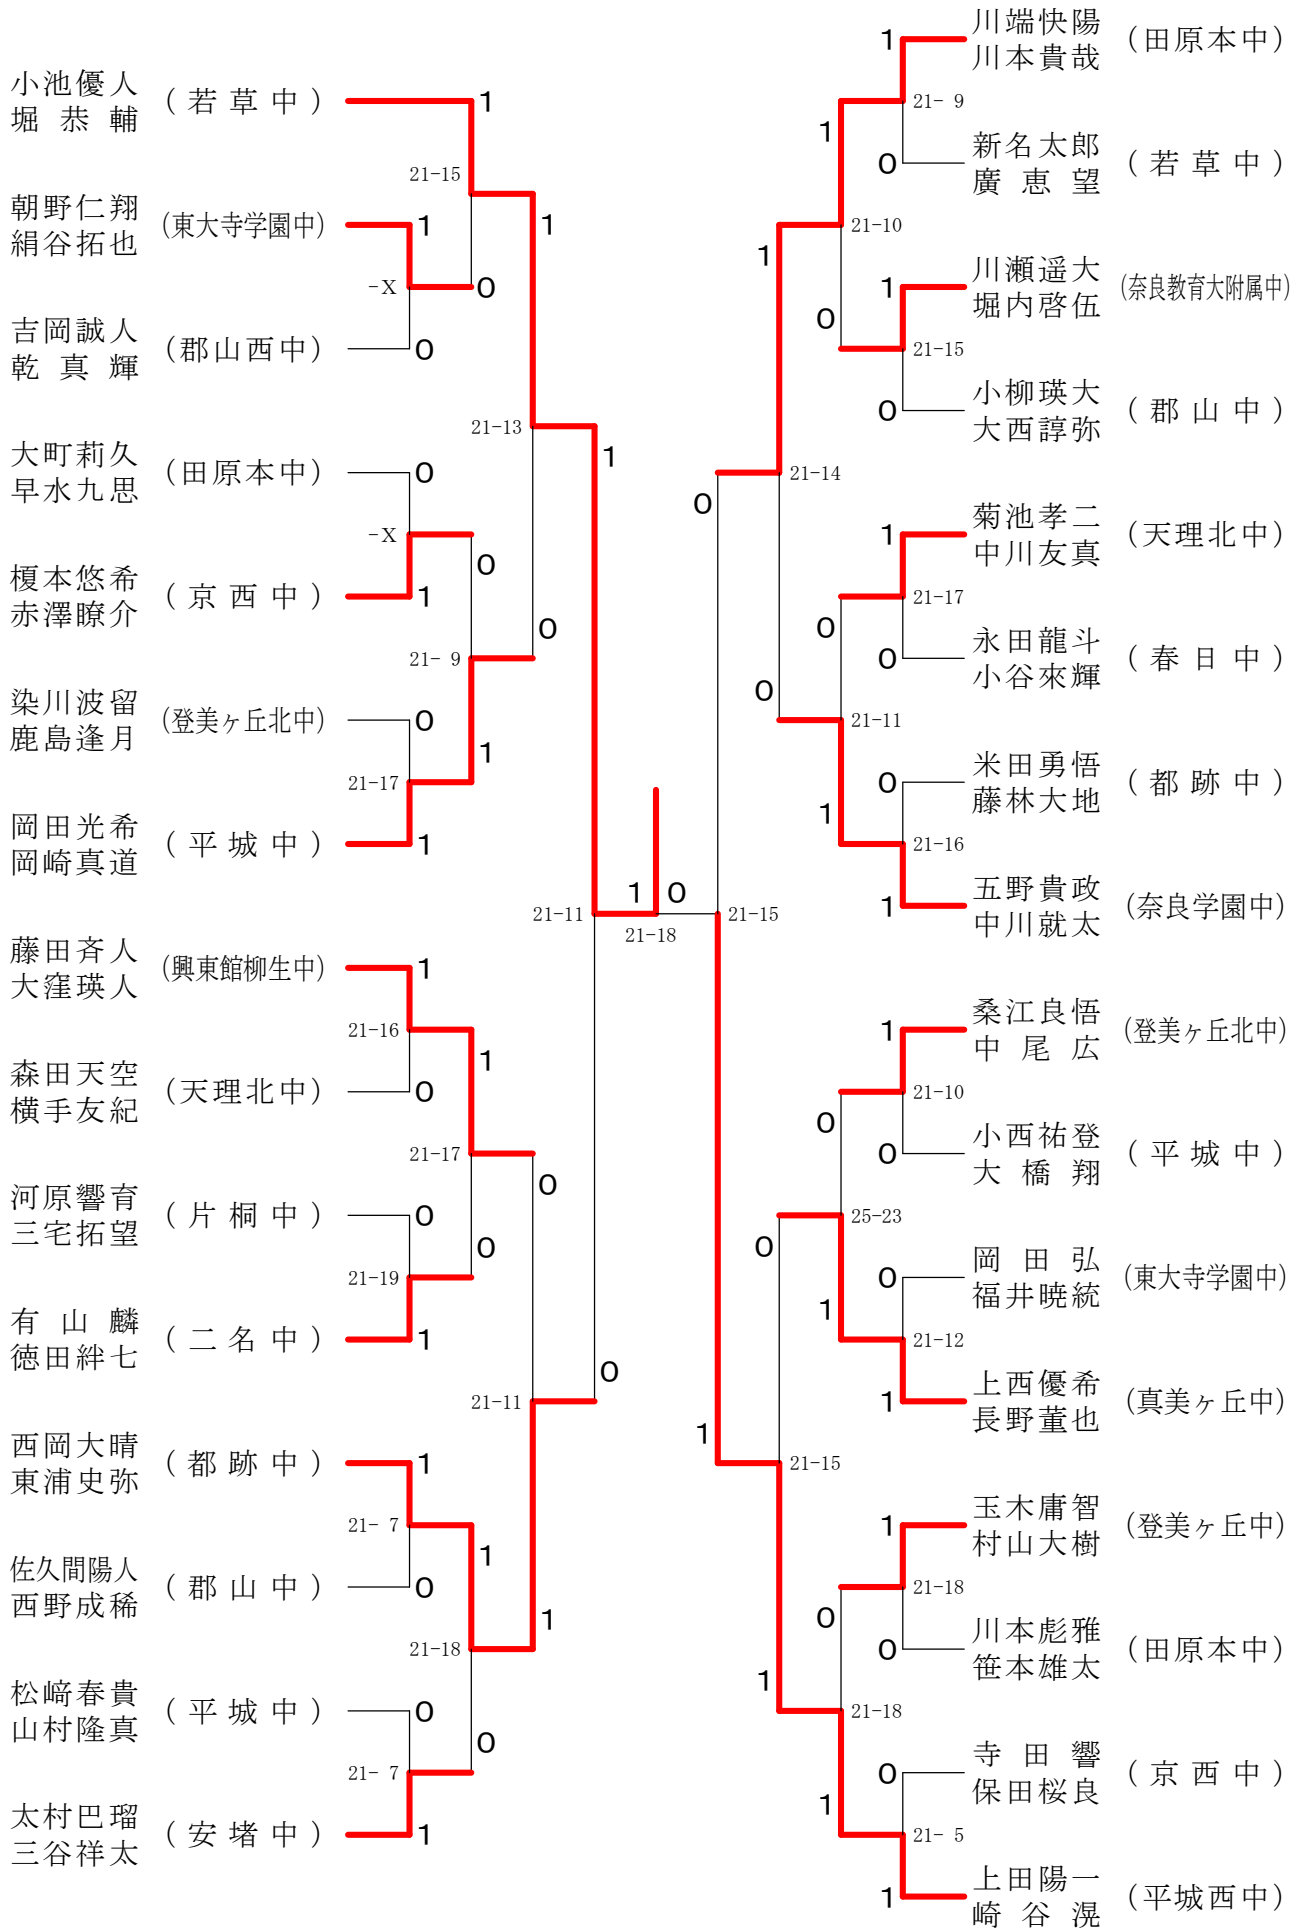 小池優人
堀恭輔
(若草中)
1
21-15
朝野仁翔
絹谷拓也
(東大寺学園中)
1
1
-X
0
吉岡誠人
乾真輝
(郡山西中)
0
21-13
大町莉久
早水九思
(田原本中)
0
1
-X
0
榎本悠希
赤澤瞭介
(京西中)
1
0
21- 9
染川波留
鹿島逢月
(登美ヶ丘北中)
0
1
21-17
岡田光希
岡崎真道
(平城中)
1
21-11
藤田斉人
大窪瑛人
(興東館柳生中)
1
21-16
1
森田天空
横手友紀
(天理北中)
0
21-17
0
河原響育
三宅拓望
(片桐中)
0
0
21-19
有山麟
徳田絆七
(二名中)
1
0
21-11
西岡大晴
東浦史弥
(都跡中)
1
21- 7
1
佐久間陽人
西野成稀
(郡山中)
0
1
21-18
松﨑春貴
山村隆真
(平城中)
0
0
21- 7
太村巴瑠
三谷祥太
(安堵中)
1
1
0
21-18
川端快陽
川本貴哉
(田原本中)
1
21- 9
1
新名太郎
廣恵望
(若草中)
0
21-10
1
川瀬遥大
堀内啓伍
(奈良教育大附属中)
1
0
21-15
小柳瑛大
大西諄弥
(郡山中)
0
21-14
0
菊池孝二
中川友真
(天理北中)
1
21-17
0
永田龍斗
小谷來輝
(春日中)
0
0
21-11
米田勇悟
藤林大地
(都跡中)
0
1
21-16
五野貴政
中川就太
(奈良学園中)
1
21-15
桑江良悟
中尾広
(登美ヶ丘北中)
1
21-10
0
小西祐登
大橋翔
(平城中)
0
25-23
0
岡田弘
福井暁統
(東大寺学園中)
0
1
21-12
上西優希
長野董也
(真美ヶ丘中)
1
1
21-15
玉木庸智
村山大樹
(登美ヶ丘中)
1
21-18
0
川本彪雅
笹本雄太
(田原本中)
0
1
21-18
寺田響
保田桜良
(京西中)
0
1
21- 5
上田陽一
崎谷滉
(平城西中)
1